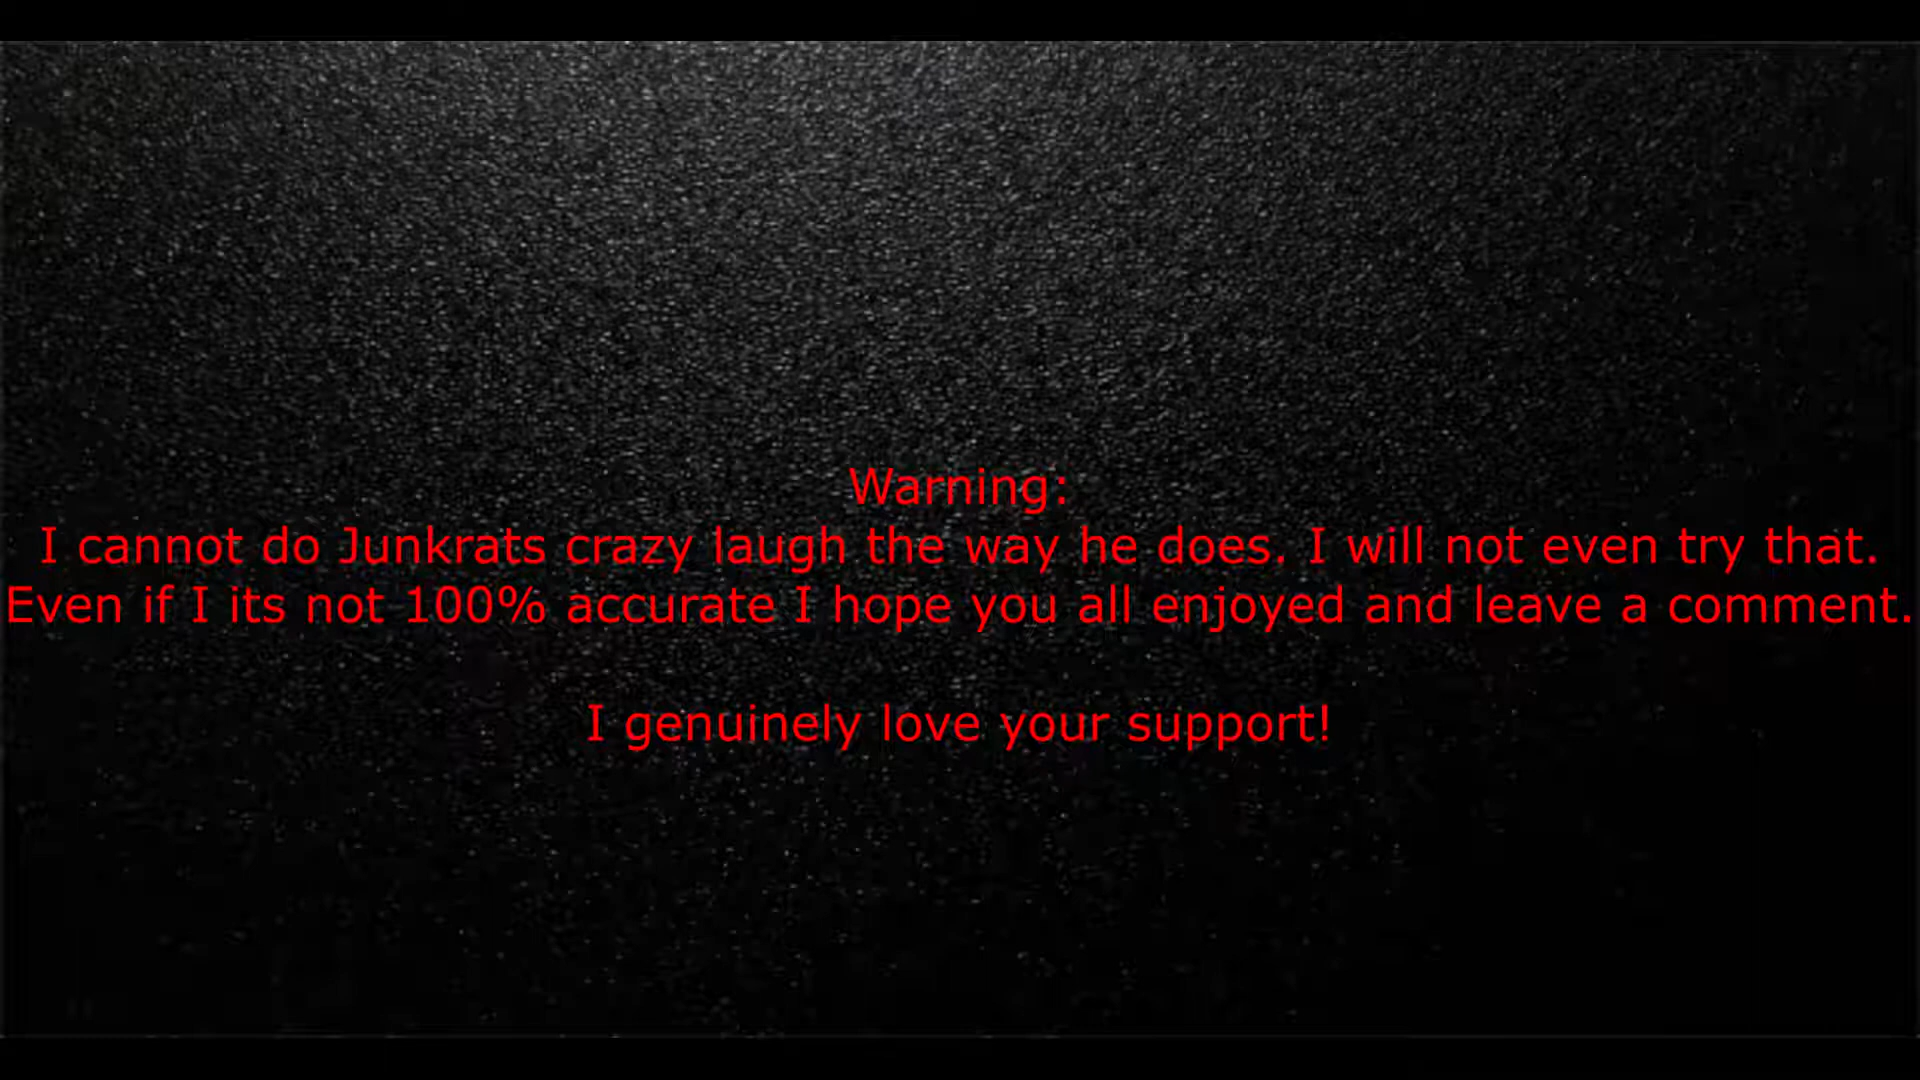 Warning:
I cannot do Junkrats crazy laugh the way he does. I will not even try that.
Even if I its not 100% accurate I hope you all enjoyed and leave a comment.
I genuinely love your support!